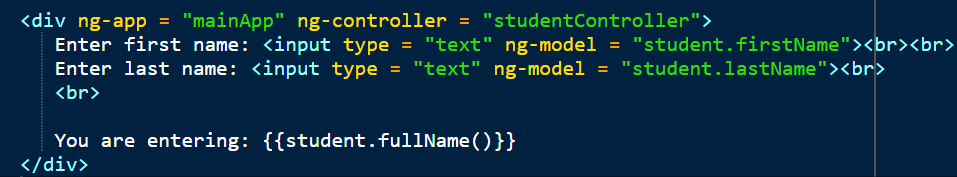 <div ng-app = "mainApp" ng-controller = "studentController">
Enter first name: <input type = "text" ng-model = "student.firstName"><br><br>
Enter last name: <input type = "text" ng-model = "student.lastName"><br>
<br>
You are entering: {{student.fullName()}}
</div>